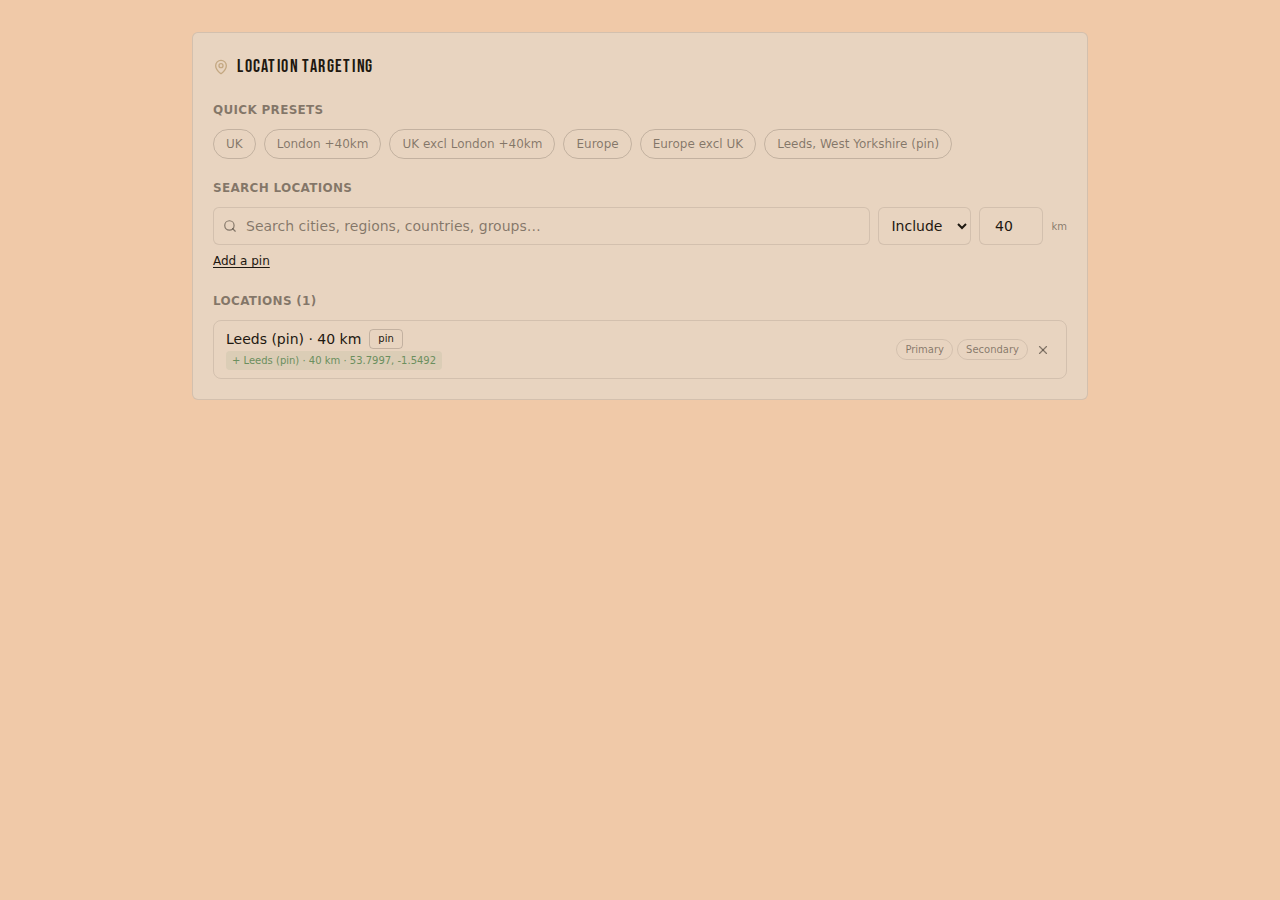 LOCATION TARGETING
QUICK PRESETS
UK London +40km UK excl London +40km Europe Europe excl UK Leeds, West Yorkshire (pin)
SEARCH LOCATIONS
Search cities, regions, countries, groups... Include 40 km
Add a pin
LOCATIONS (1)
Leeds (pin) · 40 km pin
+ Leeds (pin) · 40 km · 53.7997, -1.5492
Primary Secondary